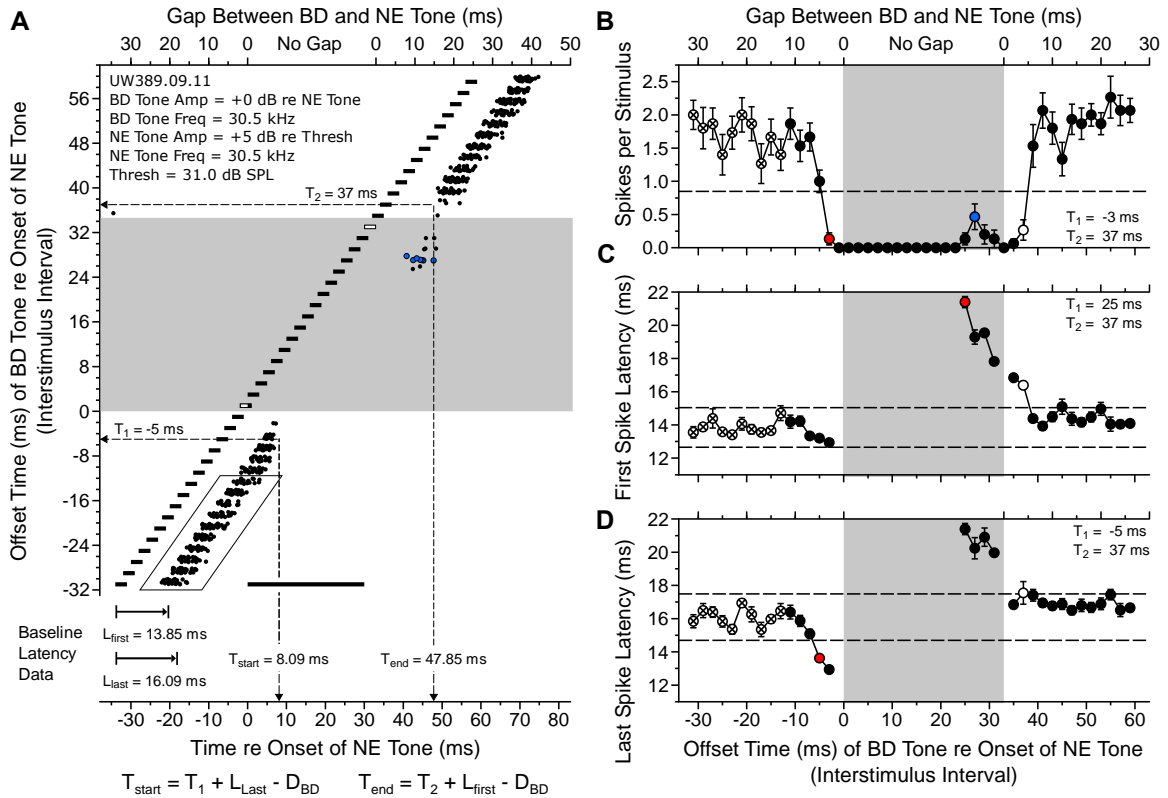 A
Gap Between BD and NE Tone (ms)
30 20 10 0 No Gap 0 10 20 30 40 50
UW389.09.11
BD Tone Amp = +0 dB re NE Tone
BD Tone Freq = 30.5 kHz
NE Tone Amp = +5 dB re Thresh
NE Tone Freq = 30.5 kHz
Thresh = 31.0 dB SPL
T2 = 37 ms
T1 = -5 ms
Offset Time (ms) of BD Tone re Onset of NE Tone
(Interstimulus Interval)
56
48
40
32
24
16
8
0
-8
-16
-24
-32
Baseline
Latency
Data
Lfirst = 13.85 ms
Llast = 16.09 ms
Tstart = 8.09 ms
Tend = 47.85 ms
-30 -20 -10 0 10 20 30 40 50 60 70 80
Time re Onset of NE Tone (ms)
Tstart = T1 + LLast - DBD
Tend = T2 + Lfirst - DBD
B
Gap Between BD and NE Tone (ms)
30 20 10 0 No Gap 0 10 20 30
Spikes per Stimulus
2.5
2.0
1.5
1.0
0.5
0.0
T1 = -3 ms
T2 = 37 ms
C
First Spike Latency (ms)
22
20
18
16
14
12
T1 = 25 ms
T2 = 37 ms
D
Last Spike Latency (ms)
22
20
18
16
14
12
T1 = -5 ms
T2 = 37 ms
-30 -20 -10 0 10 20 30 40 50 60
Offset Time (ms) of BD Tone re Onset of NE Tone
(Interstimulus Interval)